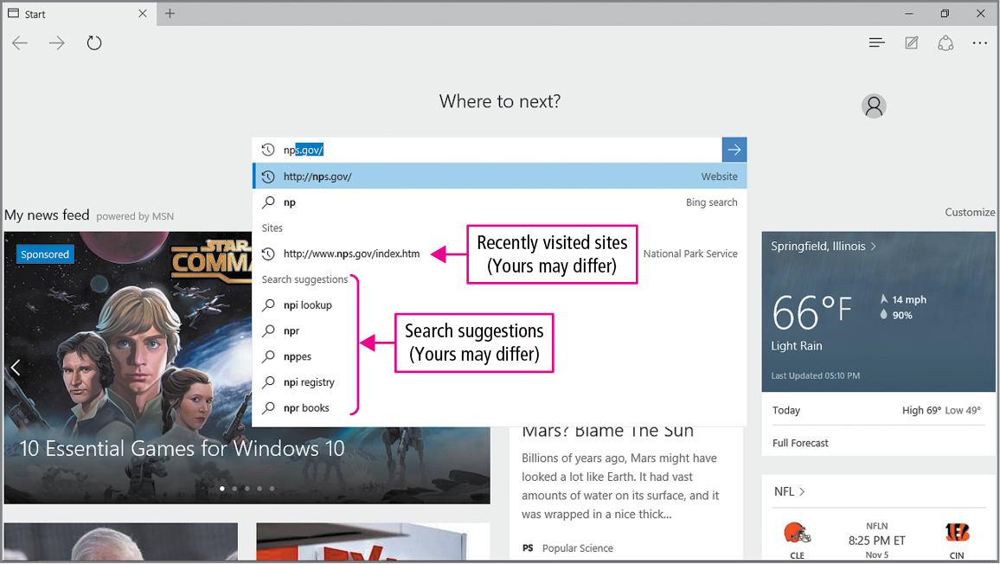 Start
Where to next?
nps.gov/
http://nps.gov/ Website
np Bing search
Sites
http://www.nps.gov/index.htm National Park Service
Recently visited sites
(Yours may differ)
Search suggestions
npi lookup
npr
nppes
npi registry
npr books
Search suggestions
(Yours may differ)
My news feed powered by MSN
Customize
Sponsored
STAR
COMMA
10 Essential Games for Windows 10
Mars? Blame The Sun
Billions of years ago, Mars might have
looked a lot like Earth. It had vast
amounts of water on its surface, and it
was wrapped in a nice thick...
PS Popular Science
Springfield, Illinois
66°F
14 mph
90%
Light Rain
Last Updated 05:10 PM
Today High 69° Low 49°
Full Forecast
NFL
NFLN
8:25 PM ET
Nov 5
CLE
CIN